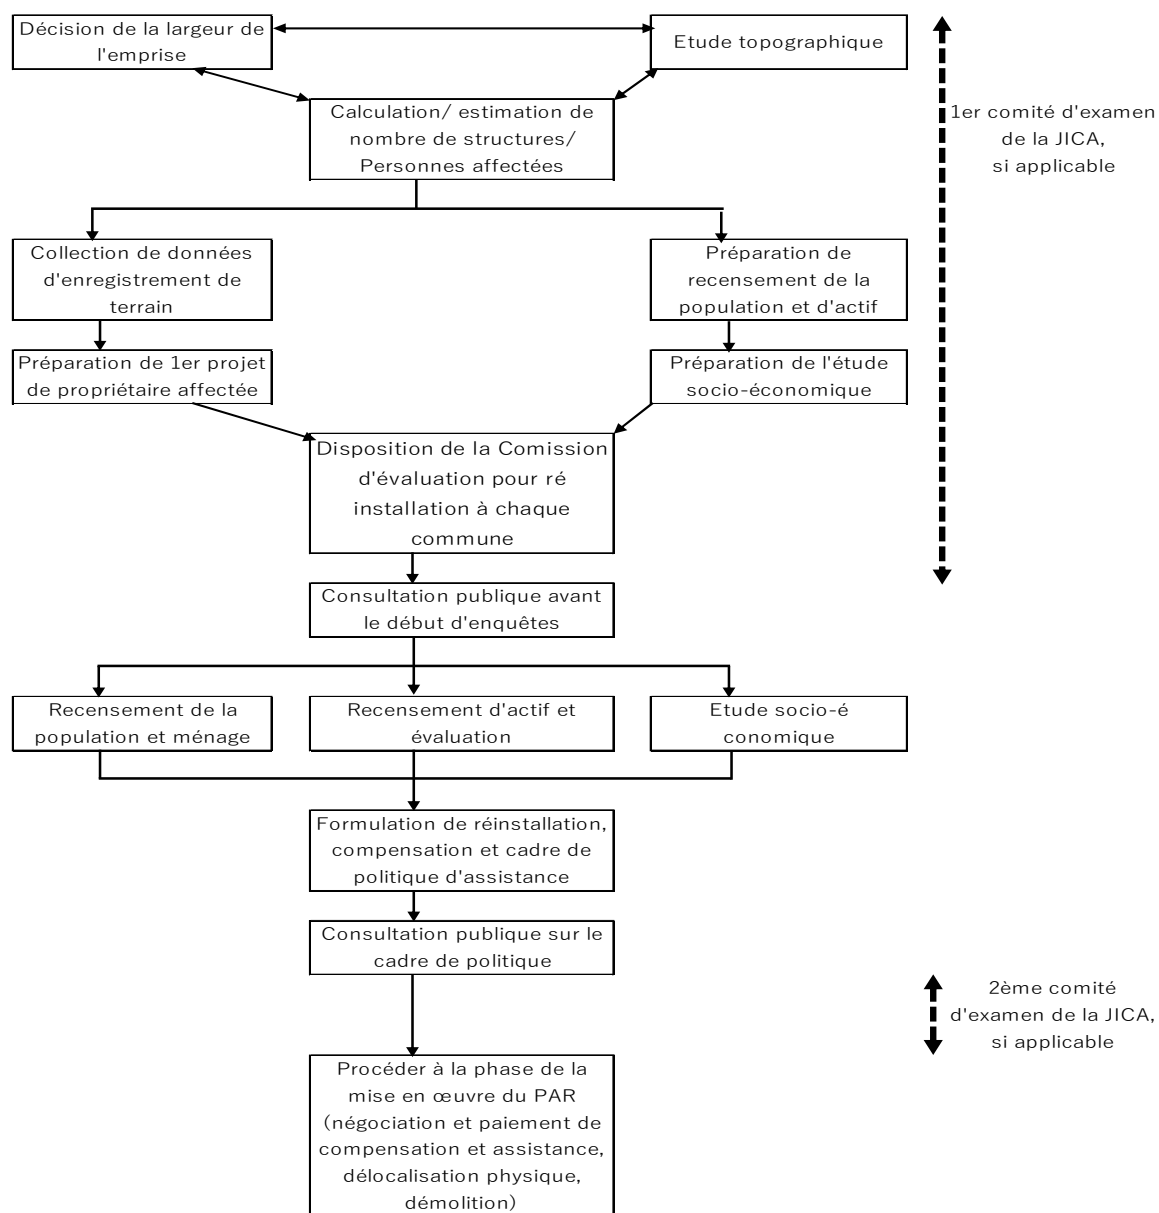 Décision de la largeur de
l'emprise
Etude topographique
Calculation/ estimation de
nombre de structures/
Personnes affectées
1er comité d'examen
de la JICA,
si applicable
Collection de données
d'enregistrement de
terrain
Préparation de
recensement de la
population et d'actif
Préparation de 1er projet
de propriétaire affectée
Préparation de l'étude
socio-économique
Disposition de la Comission
d'évaluation pour ré
installation à chaque
commune
Consultation publique avant
le début d'enquêtes
Recensement de la
population et ménage
Recensement d'actif et
évaluation
Etude socio-é
conomique
Formulation de réinstallation,
compensation et cadre de
politique d'assistance
Consultation publique sur le
cadre de politique
2ème comité
d'examen de la JICA,
si applicable
Procéder à la phase de la
mise en œuvre du PAR
(négociation et paiement de
compensation et assistance,
délocalisation physique,
démolition)